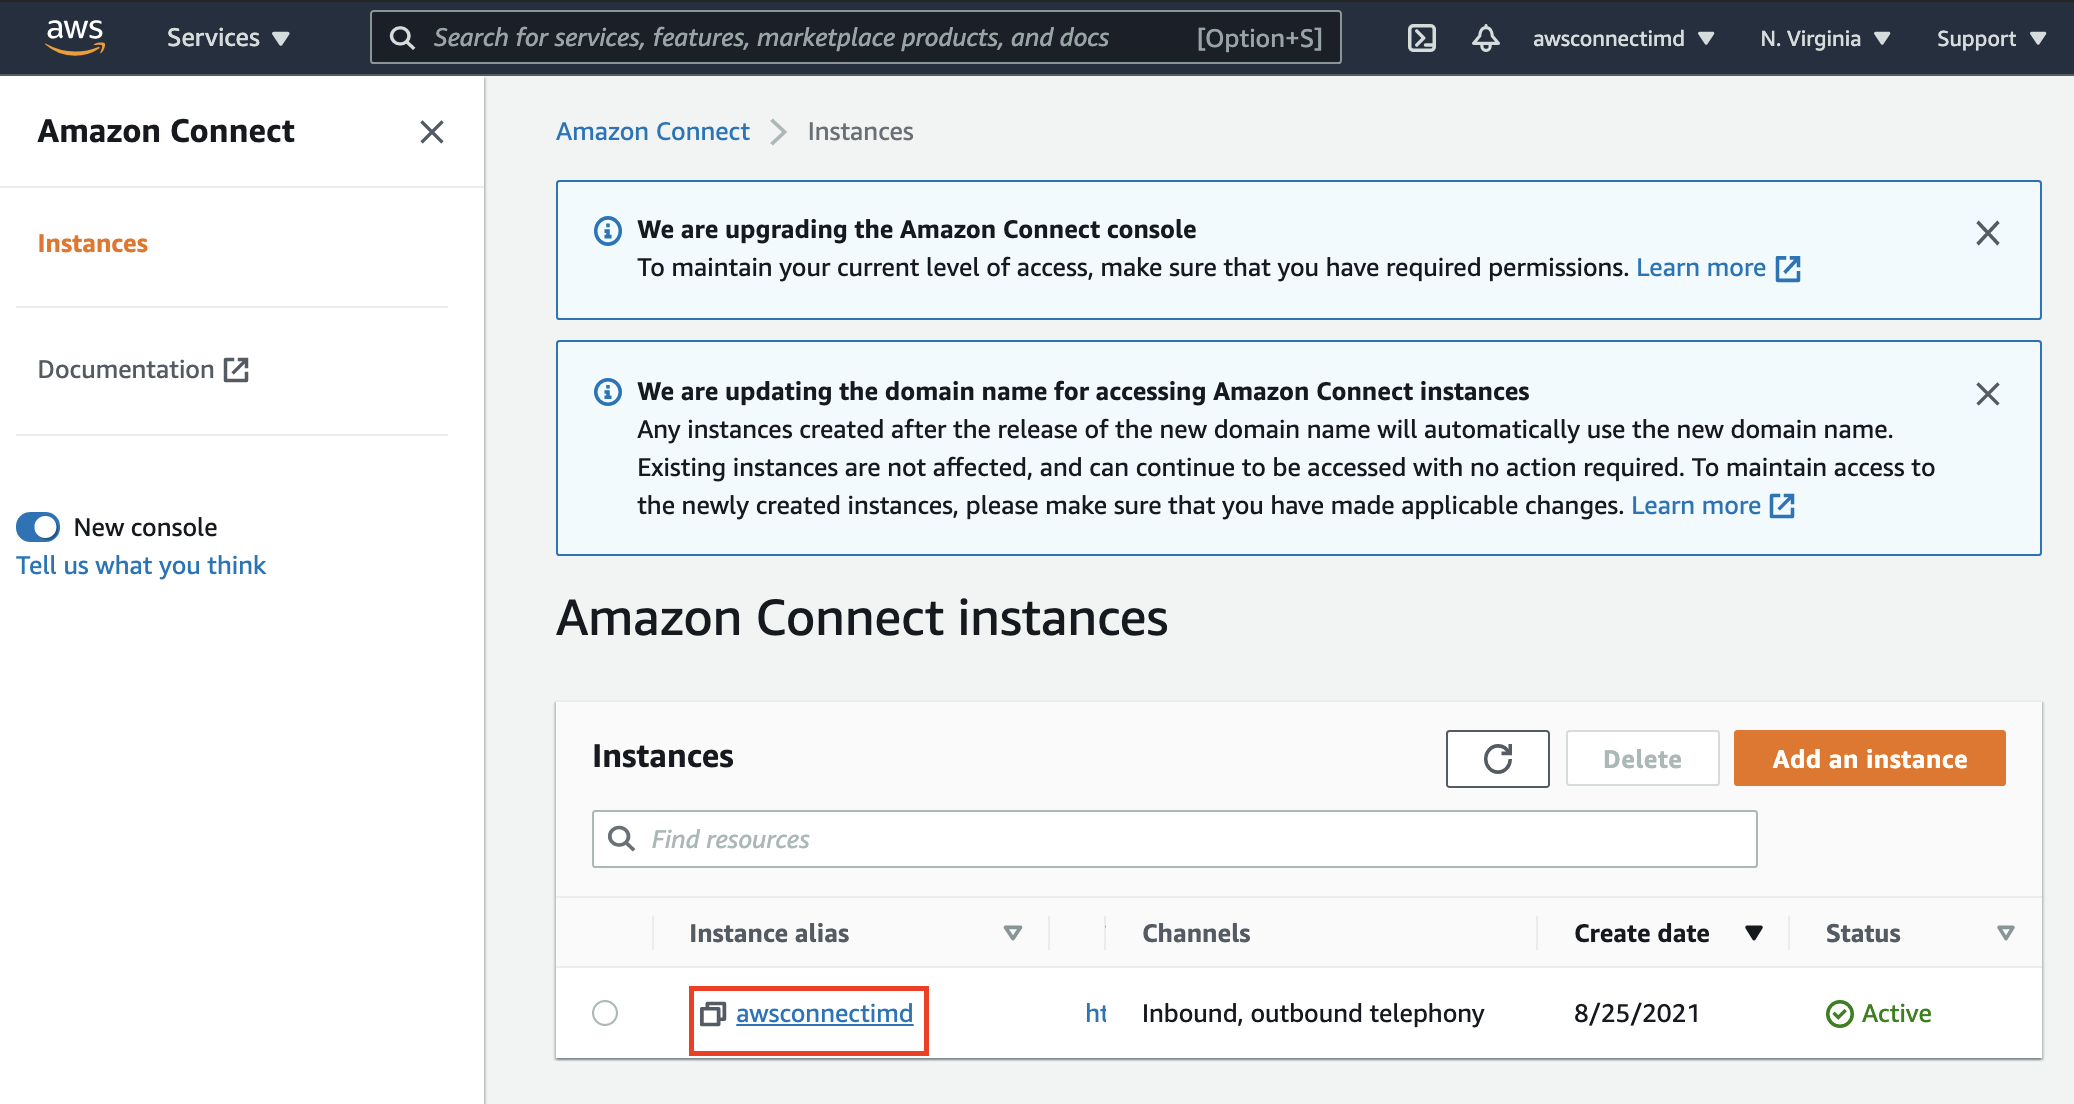 aws
Services
Search for services, features, marketplace products, and docs
[Option+S]
awsconnectimd
N. Virginia
Support
Amazon Connect
Instances
Documentation
New console
Tell us what you think
Amazon Connect
Instances
We are upgrading the Amazon Connect console
To maintain your current level of access, make sure that you have required permissions. Learn more
We are updating the domain name for accessing Amazon Connect instances
Any instances created after the release of the new domain name will automatically use the new domain name.
Existing instances are not affected, and can continue to be accessed with no action required. To maintain access to
the newly created instances, please make sure that you have made applicable changes. Learn more
Amazon Connect instances
Instances
Delete
Add an instance
Find resources
Instance alias
Channels
Create date
Status
awsconnectimd
ht
Inbound, outbound telephony
8/25/2021
Active